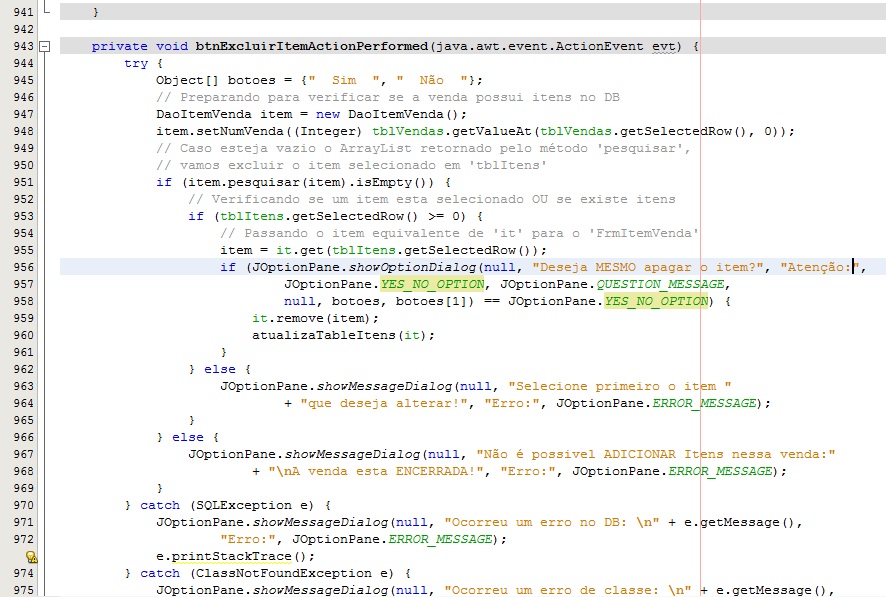 941     }
942
943     private void btnExcluirItemActionPerformed(java.awt.event.ActionEvent evt) {
944         try {
945             Object[] botoes = {"  Sim  ", "  Não  "};
946             // Preparando para verificar se a venda possui itens no DB
947             DaoItemVenda item = new DaoItemVenda();
948             item.setNumVenda((Integer) tblVendas.getValueAt(tblVendas.getSelectedRow(), 0));
949             // Caso esteja vazio o ArrayList retornado pelo método 'pesquisar',
950             // vamos excluir o item selecionado em 'tblItens'
951             if (item.pesquisar(item).isEmpty()) {
952                 // Verificando se um item esta selecionado OU se existe itens
953                 if (tblItens.getSelectedRow() >= 0) {
954                     // Passando o item equivalente de 'it' para o 'FrmItemVenda'
955                     item = it.get(tblItens.getSelectedRow());
956                     if (JOptionPane.showOptionDialog(null, "Deseja MESMO apagar o item?", "Atenção:",
957                             JOptionPane.YES_NO_OPTION, JOptionPane.QUESTION_MESSAGE,
958                             null, botoes, botoes[1]) == JOptionPane.YES_NO_OPTION) {
959                         it.remove(item);
960                         atualizaTableItens(it);
961                     }
962                 } else {
963                     JOptionPane.showMessageDialog(null, "Selecione primeiro o item "
964                             + "que deseja alterar!", "Erro:", JOptionPane.ERROR_MESSAGE);
965                 }
966             } else {
967                 JOptionPane.showMessageDialog(null, "Não é possivel ADICIONAR Itens nessa venda:"
968                         + "\nA venda esta ENCERRADA!", "Erro:", JOptionPane.ERROR_MESSAGE);
969             }
970         } catch (SQLException e) {
971             JOptionPane.showMessageDialog(null, "Ocorreu um erro no DB: \n" + e.getMessage(),
972                     "Erro:", JOptionPane.ERROR_MESSAGE);
            e.printStackTrace();
974         } catch (ClassNotFoundException e) {
975             JOptionPane.showMessageDialog(null, "Ocorreu um erro de classe: \n" + e.getMessage(),